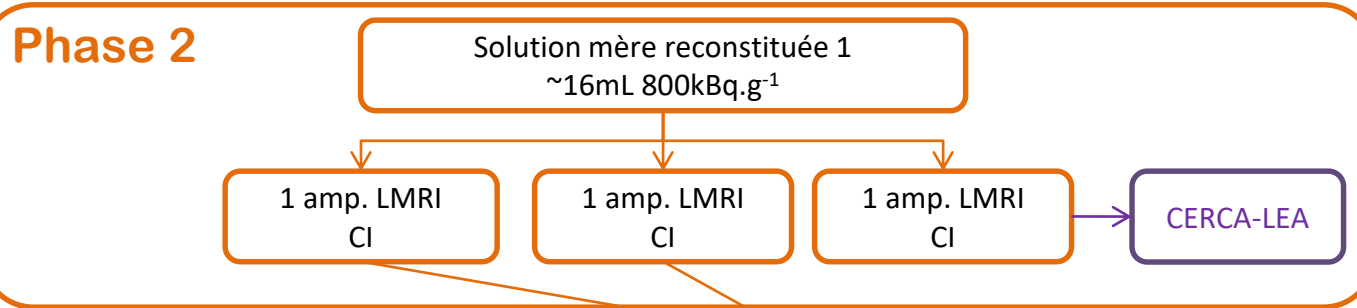 Phase 2
Solution mère reconstituée 1
~16mL 800kBq.g-1
1 amp. LMRI
CI
1 amp. LMRI
CI
1 amp. LMRI
CI
CERCA-LEA